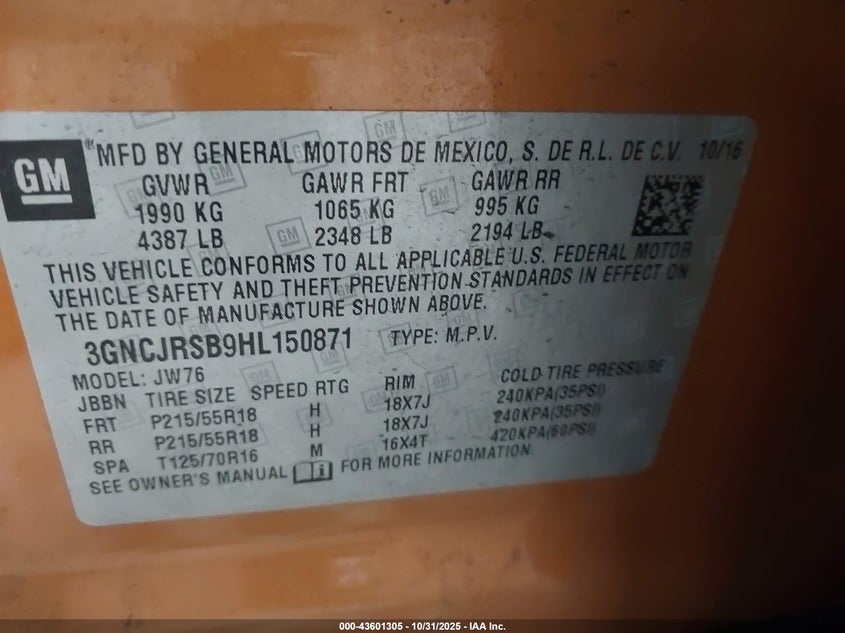 GM
®MFD BY GENERAL MOTORS DE MEXICO, S. DE R.L. DE C.V. 10/16
GVWR GAWR FRT GAWR RR
1990 KG 1065 KG 995 KG
4387 LB 2348 LB 2194 LB
THIS VEHICLE CONFORMS TO ALL APPLICABLE U.S. FEDERAL MOTOR
VEHICLE SAFETY AND THEFT PREVENTION STANDARDS IN EFFECT ON
THE DATE OF MANUFACTURE SHOWN ABOVE.
3GNCJRSB9HL150871 TYPE: M.P.V.
MODEL: JW76
JBBN TIRE SIZE SPEED RTG RIM COLD TIRE PRESSURE
FRT P215/55R18 H 18X7J 240KPA(35PSI)
RR P215/55R18 H 18X7J 240KPA(35PSI)
SPA T125/70R16 M 16X4T 420KPA(60PSI)
SEE OWNER'S MANUAL FOR MORE INFORMATION.
000-43601305 - 10/31/2025 - IAA Inc.